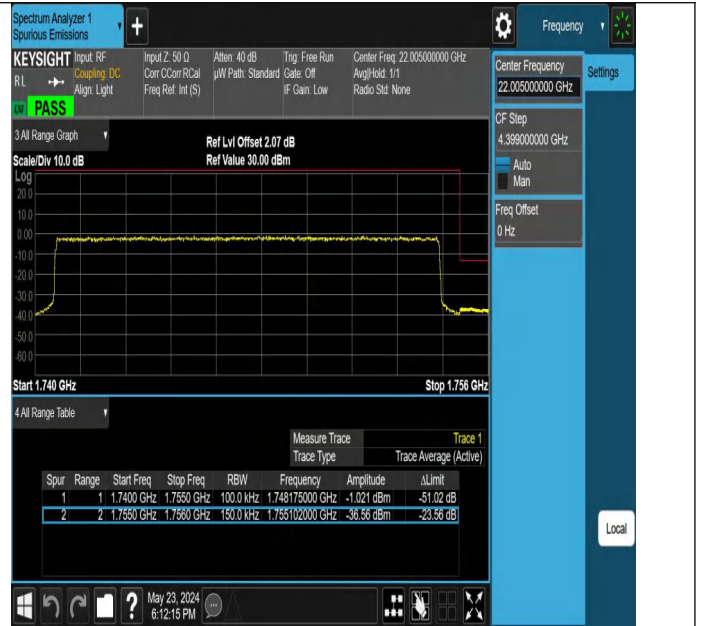 Spectrum Analyzer 1
Spurious Emissions
Frequency
KEYSIGHT
RL
Input: RF
Coupling: DC
Align: Light
Input Z: 50 Ω
Corr CCorr RCal
Freq Ref: Int (S)
Atten: 40 dB
µW Path: Standard
Trig: Free Run
Gate: Off
IF Gain: Low
Center Freq: 22.005000000 GHz
Avg|Hold: 1/1
Radio Std: None
PASS
3 All Range Graph
Scale/Div 10.0 dB
Ref Lvl Offset 2.07 dB
Ref Value 30.00 dBm
Log
20.0
10.0
0.00
-10.0
-20.0
-30.0
-40.0
-50.0
-60.0
Start 1.740 GHz
Stop 1.756 GHz
4 All Range Table
Measure Trace Trace 1
Trace Type Trace Average (Active)
Spur Range Start Freq Stop Freq RBW Frequency Amplitude ΔLimit
1 1 1.7400 GHz 1.7550 GHz 100.0 kHz 1.748175000 GHz -1.021 dBm -51.02 dB
2 2 1.7550 GHz 1.7560 GHz 150.0 kHz 1.755102000 GHz -36.56 dBm -23.56 dB
May 23, 2024
6:12:15 PM
Center Frequency
22.005000000 GHz
Settings
CF Step
4.399000000 GHz
Auto
Man
Freq Offset
0 Hz
Local